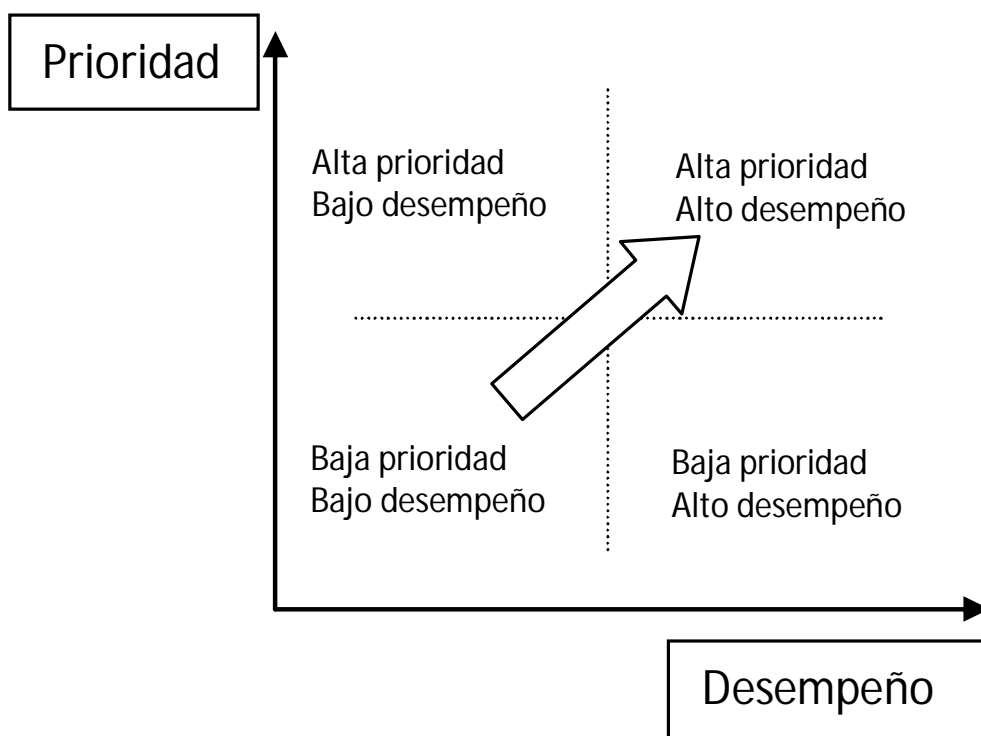 Prioridad
Alta prioridad
Bajo desempeño
Alta prioridad
Alto desempeño
Baja prioridad
Bajo desempeño
Baja prioridad
Alto desempeño
Desempeño